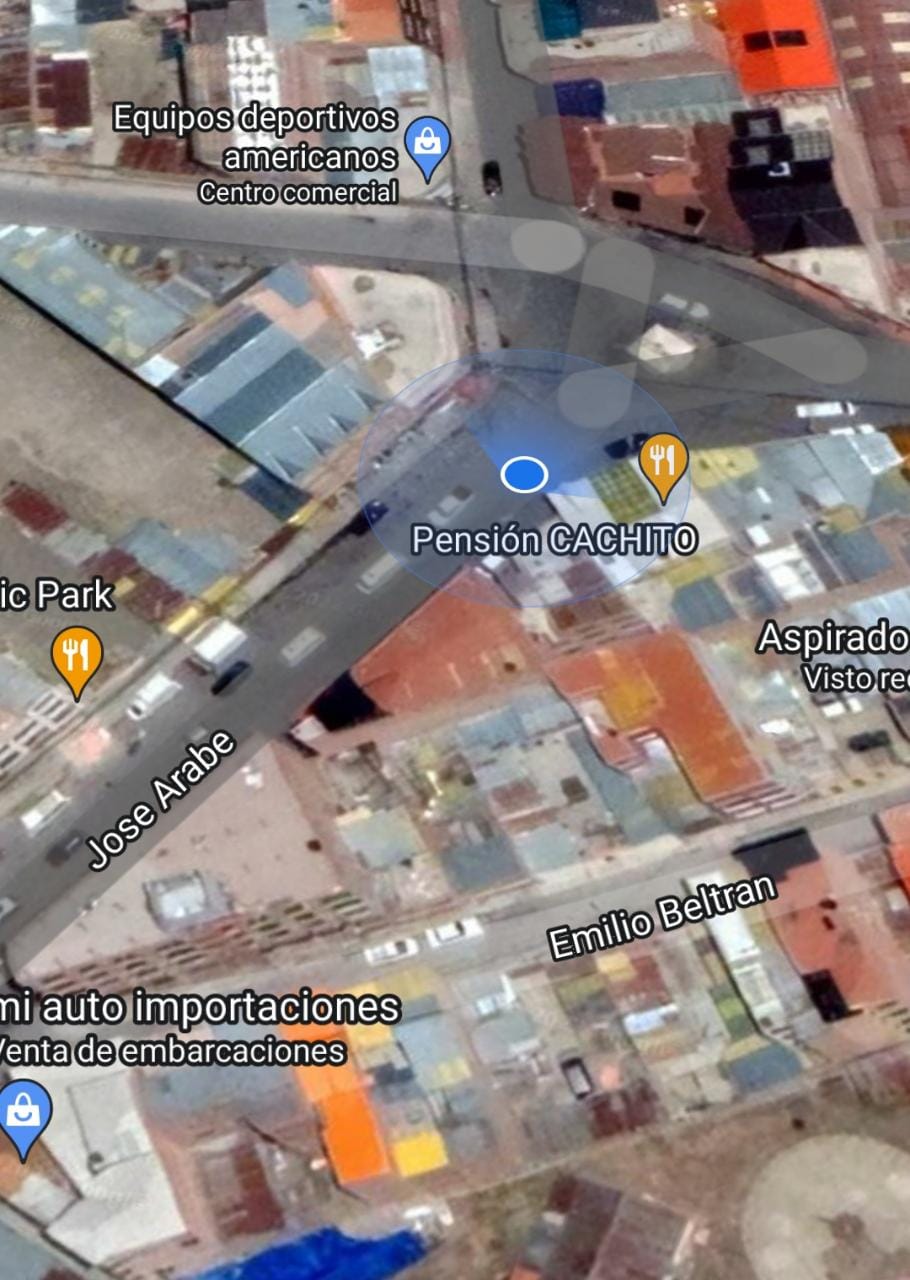 Equipos deportivos
americanos
Centro comercial
Pensión CACHITO
ic Park
Aspirado
Visto re
Jose Arabe
Emilio Beltran
mi auto importaciones
Venta de embarcaciones